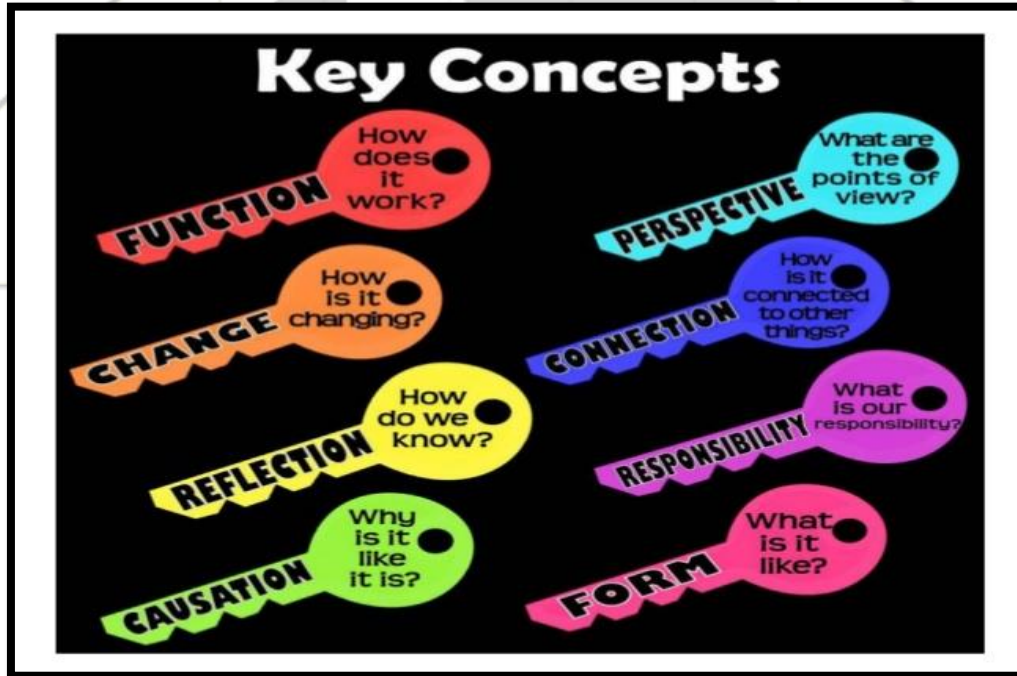 Key Concepts
How
does
it
work?
FUNCTION
What are
the
points of
view?
PERSPECTIVE
How
is it
changing?
CHANGE
How
is it
connected
to other
things?
CONNECTION
How
do we
know?
REFLECTION
What
is our
responsibility?
RESPONSIBILITY
Why
is it
like
it is?
CAUSATION
What
is it
like?
FORM